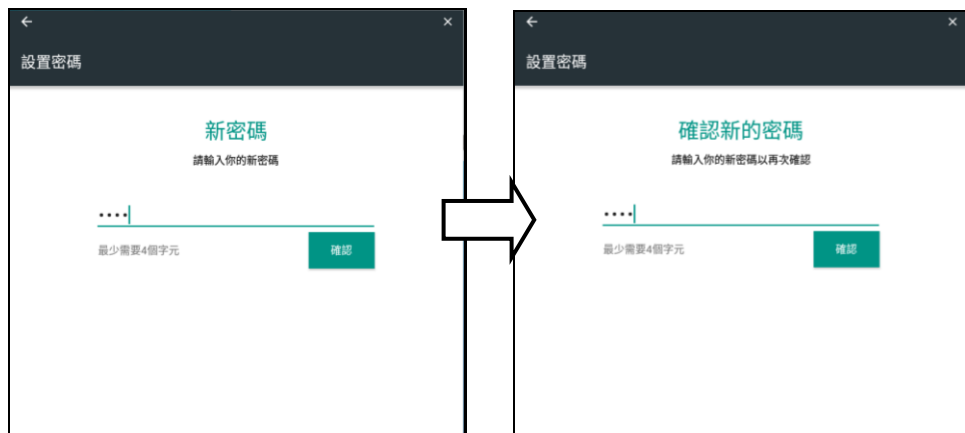 設置密碼
新密碼
請輸入你的新密碼
••••
最少需要4個字元
確認
設置密碼
確認新的密碼
請輸入你的新密碼以再次確認
••••
最少需要4個字元
確認